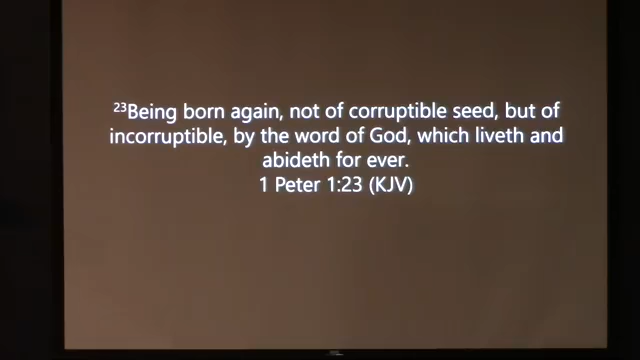 ²³Being born again, not of corruptible seed, but of
incorruptible, by the word of God, which liveth and
abideth for ever.
1 Peter 1:23 (KJV)